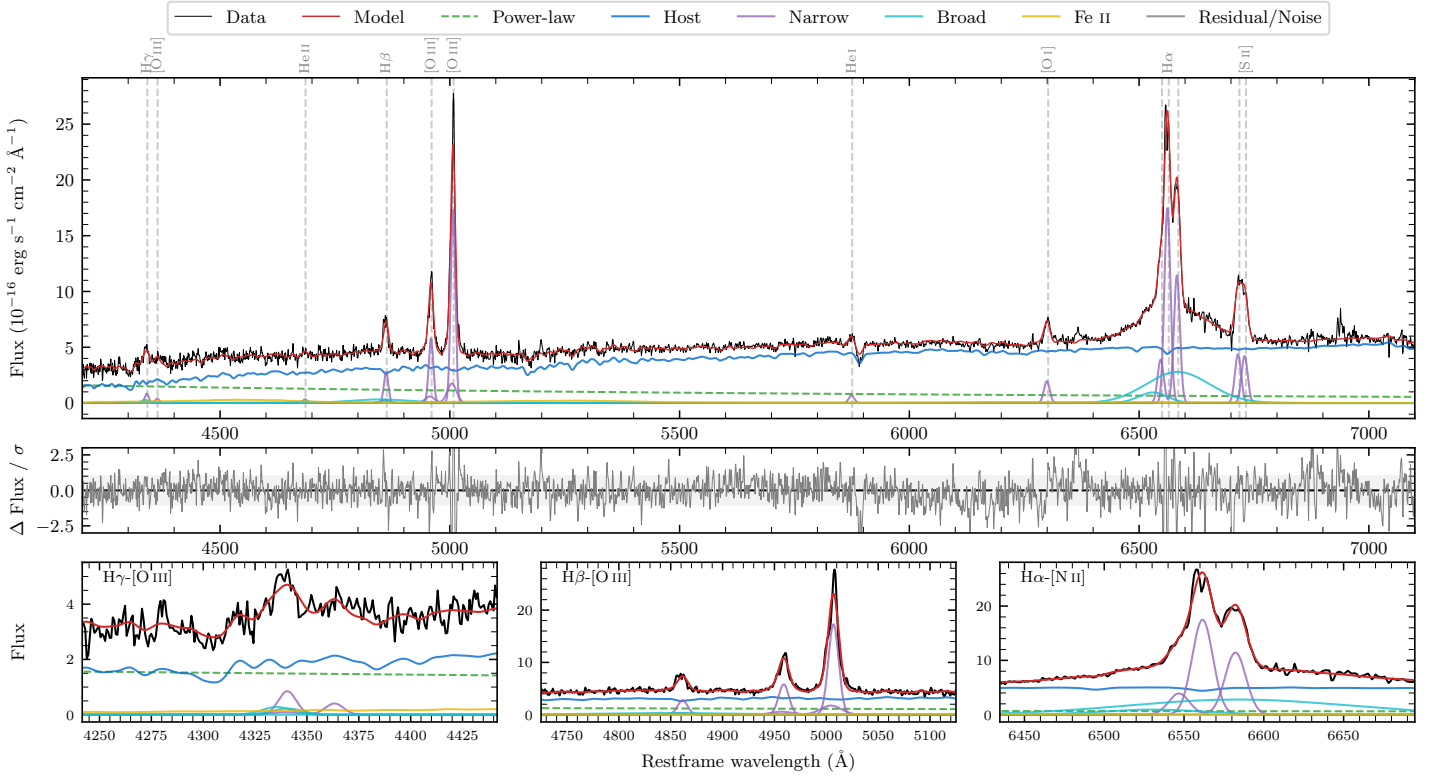 Data Model Power-law Host Narrow Broad Fe II Residual/Noise
Hγ [O III] He II Hβ [O III] [O III] He I [O I] Hα [S II]
Flux (10⁻¹⁶ erg s⁻¹ cm⁻² Å⁻¹)
25
20
15
10
5
0
4500 5000 5500 6000 6500 7000
Δ Flux / σ
2.5
0.0
−2.5
4500 5000 5500 6000 6500 7000
Hγ-[O III]
Flux
4
2
0
4250 4275 4300 4325 4350 4375 4400 4425
Hβ-[O III]
20
10
0
4750 4800 4850 4900 4950 5000 5050 5100
Hα-[N II]
20
10
0
6450 6500 6550 6600 6650
Restframe wavelength (Å)